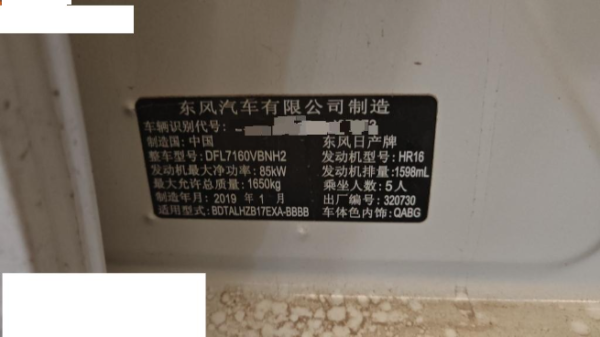 东风汽车有限公司制造
车辆识别代号:
制造国: 中国 东风日产牌
整车型号: DFL7160VBNH2 发动机型号: HR16
发动机最大净功率: 85kW 发动机排量: 1598mL
最大允许总质量: 1650kg 乘坐人数: 5人
制造年月: 2019 年 1 月 出厂编号: 320730
适用型式: BDTALHZB17EXA-BBBB 车体色内饰: QABG